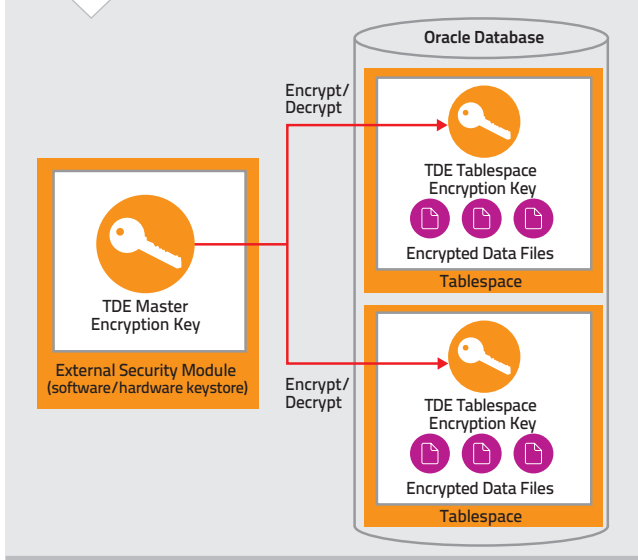 Oracle Database
Encrypt/
Decrypt
TDE Tablespace
Encryption Key
Encrypted Data Files
Tablespace
TDE Master
Encryption Key
External Security Module
(software/hardware keystore)
Encrypt/
Decrypt
TDE Tablespace
Encryption Key
Encrypted Data Files
Tablespace